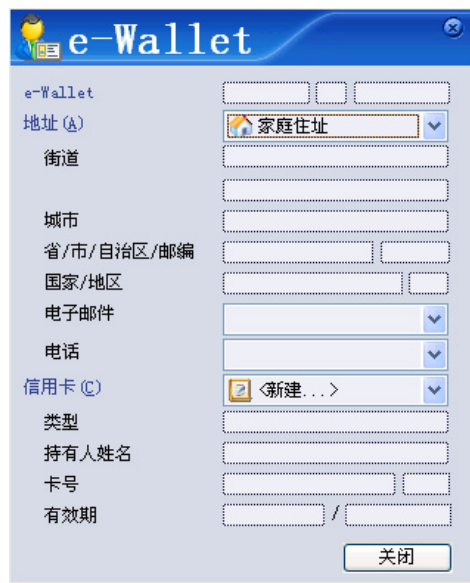 e-Wallet
e-Wallet
地址(A) 家庭住址
街道
城市
省/市/自治区/邮编
国家/地区
电子邮件
电话
信用卡(C) <新建...>
类型
持有人姓名
卡号
有效期 /
关闭